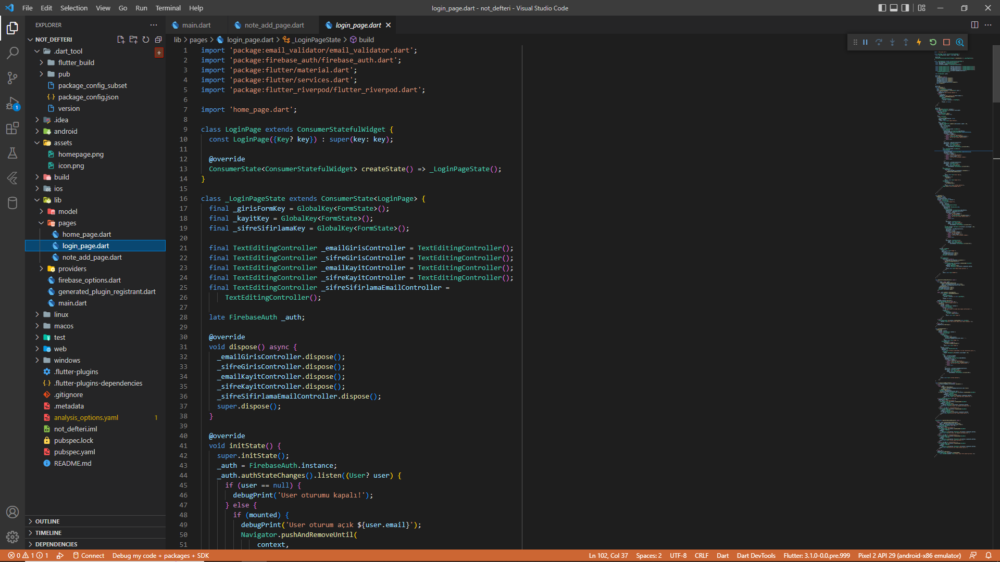 File Edit Selection View Go Run Terminal Help
login_page.dart - not_defteri - Visual Studio Code
EXPLORER
NOT_DEFTERI
.dart_tool
flutter_build
pub
package_config_subset
package_config.json
version
.idea
android
assets
homepage.png
icon.png
build
ios
lib
model
pages
home_page.dart
login_page.dart
note_add_page.dart
providers
firebase_options.dart
generated_plugin_registrant.dart
main.dart
linux
macos
test
web
windows
.flutter-plugins
.flutter-plugins-dependencies
.gitignore
.metadata
analysis_options.yaml 1
not_defteri.iml
pubspec.lock
pubspec.yaml
README.md
OUTLINE
TIMELINE
DEPENDENCIES
1
main.dart note_add_page.dart login_page.dart
lib > pages > login_page.dart > _LoginPageState > build
1 import 'package:email_validator/email_validator.dart';
2 import 'package:firebase_auth/firebase_auth.dart';
3 import 'package:flutter/material.dart';
4 import 'package:flutter/services.dart';
5 import 'package:flutter_riverpod/flutter_riverpod.dart';
6
7 import 'home_page.dart';
8
9 class LoginPage extends ConsumerStatefulWidget {
10 const LoginPage({Key? key}) : super(key: key);
11
12 @override
13 ConsumerState<ConsumerStatefulWidget> createState() => _LoginPageState();
14 }
15
16 class _LoginPageState extends ConsumerState<LoginPage> {
17 final _girisFormKey = GlobalKey<FormState>();
18 final _kayitKey = GlobalKey<FormState>();
19 final _sifreSifirlamaKey = GlobalKey<FormState>();
20
21 final TextEditingController _emailGirisController = TextEditingController();
22 final TextEditingController _sifreGirisController = TextEditingController();
23 final TextEditingController _emailKayitController = TextEditingController();
24 final TextEditingController _sifreKayitController = TextEditingController();
25 final TextEditingController _sifreSifirlamaEmailController =
26 TextEditingController();
27
28 late FirebaseAuth _auth;
29
30 @override
31 void dispose() async {
32 _emailGirisController.dispose();
33 _sifreGirisController.dispose();
34 _emailKayitController.dispose();
35 _sifreKayitController.dispose();
36 _sifreSifirlamaEmailController.dispose();
37 super.dispose();
38 }
39
40 @override
41 void initState() {
42 super.initState();
43 _auth = FirebaseAuth.instance;
44 _auth.authStateChanges().listen((User? user) {
45 if (user == null) {
46 debugPrint('User oturumu kapalı!');
47 } else {
48 if (mounted) {
49 debugPrint('User oturum açık ${user.email}');
50 Navigator.pushAndRemoveUntil(
51 context,
0 1 1 Connect Debug my code + packages + SDK Ln 102, Col 37 Spaces: 2 UTF-8 CRLF Dart Dart DevTools Flutter: 3.1.0-0.0.pre.999 Pixel 2 API 29 (android-x86 emulator)